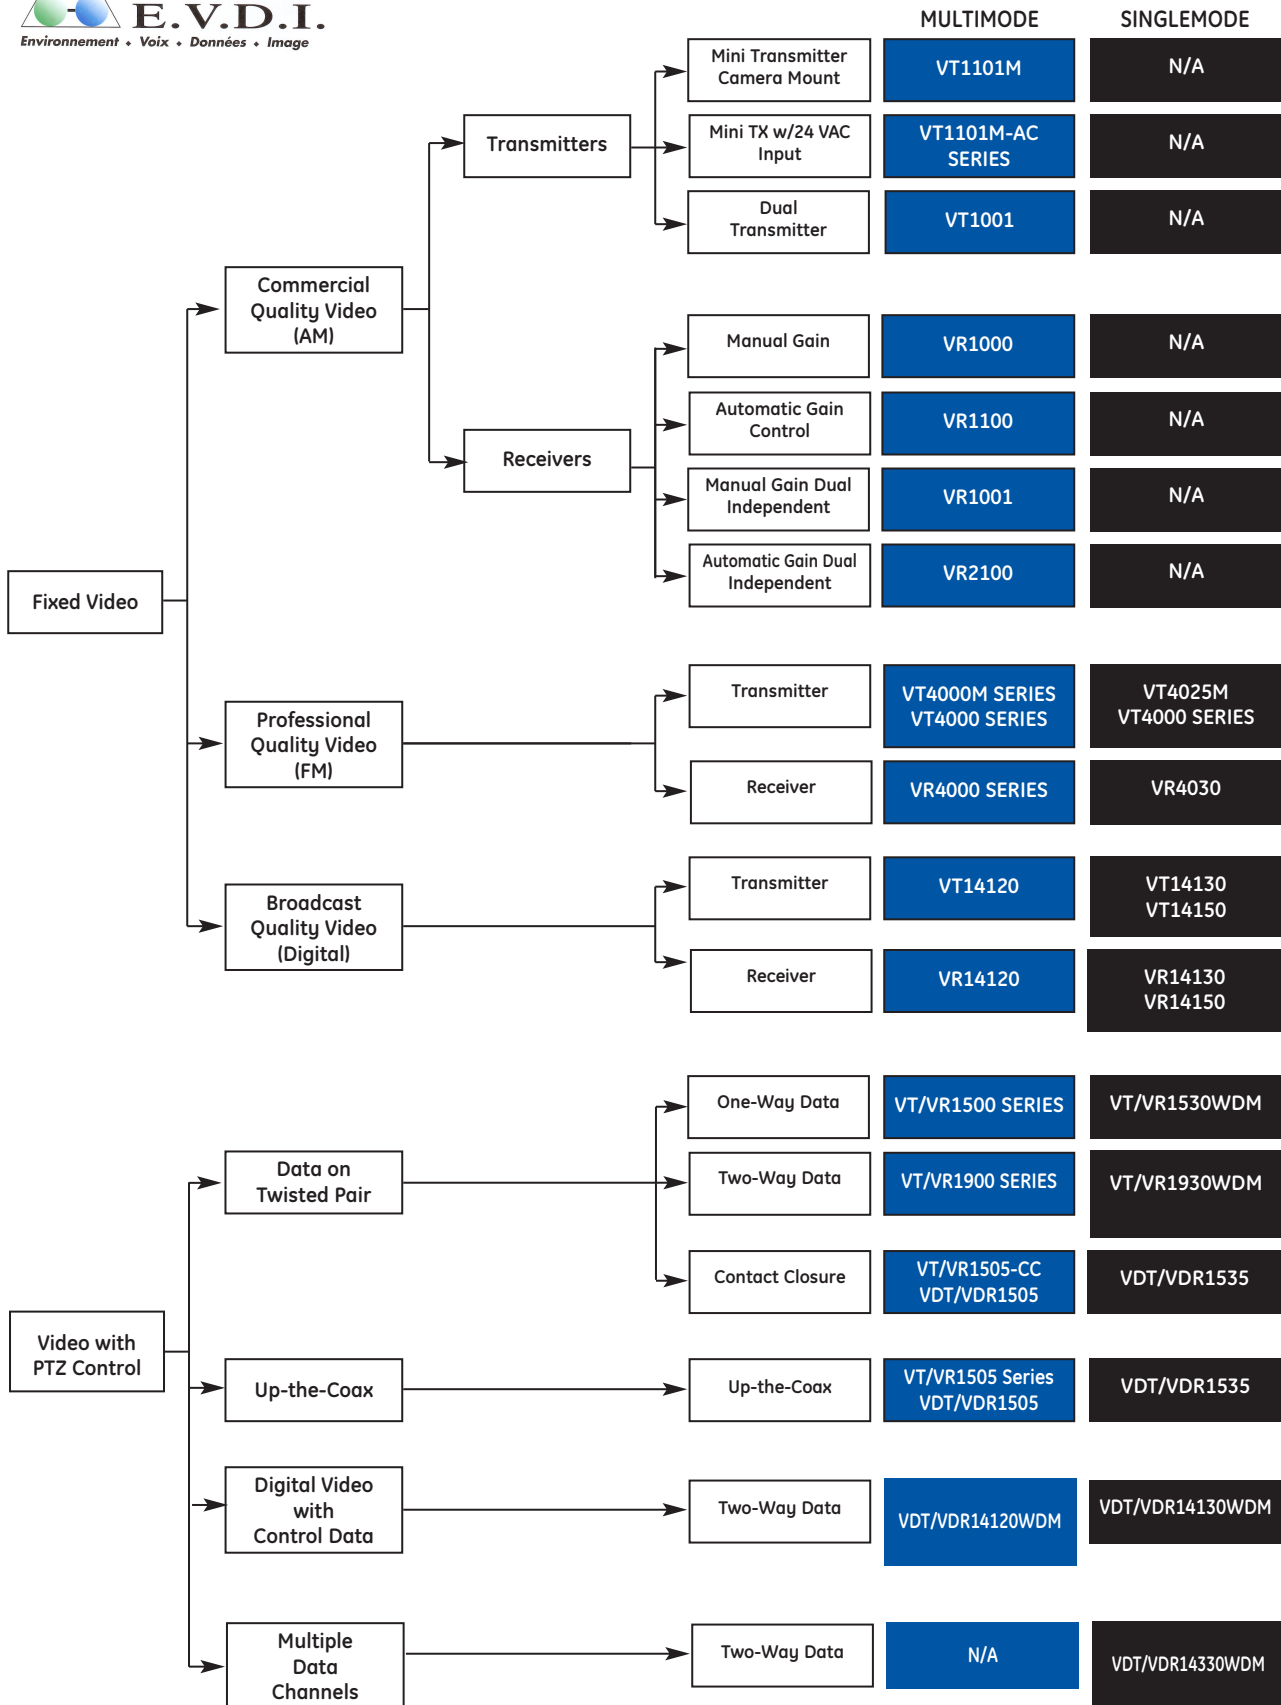 E.V.D.I.
Environnement • Voix • Données • Image
MULTIMODE
SINGLEMODE
Mini Transmitter
Camera Mount
VT1101M
N/A
Transmitters
Mini TX w/24 VAC
Input
VT1101M-AC
SERIES
N/A
Dual
Transmitter
VT1001
N/A
Commercial
Quality Video
(AM)
Manual Gain
VR1000
N/A
Automatic Gain
Control
VR1100
N/A
Receivers
Manual Gain Dual
Independent
VR1001
N/A
Automatic Gain Dual
Independent
VR2100
N/A
Fixed Video
Professional
Quality Video
(FM)
Transmitter
VT4000M SERIES
VT4000 SERIES
VT4025M
VT4000 SERIES
Receiver
VR4000 SERIES
VR4030
Broadcast
Quality Video
(Digital)
Transmitter
VT14120
VT14130
VT14150
Receiver
VR14120
VR14130
VR14150
One-Way Data
VT/VR1500 SERIES
VT/VR1530WDM
Data on
Twisted Pair
Two-Way Data
VT/VR1900 SERIES
VT/VR1930WDM
Contact Closure
VT/VR1505-CC
VDT/VDR1505
VDT/VDR1535
Video with
PTZ Control
Up-the-Coax
Up-the-Coax
VT/VR1505 Series
VDT/VDR1505
VDT/VDR1535
Digital Video
with
Control Data
Two-Way Data
VDT/VDR14120WDM
VDT/VDR14130WDM
Multiple
Data
Channels
Two-Way Data
N/A
VDT/VDR14330WDM